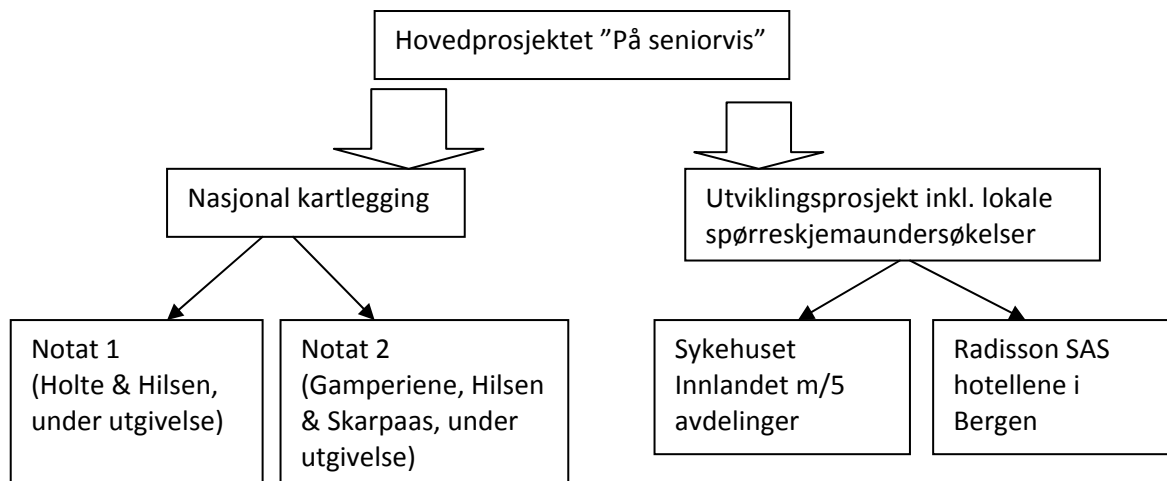 Hovedprosjektet ”På seniorvis”
Nasjonal kartlegging
Utviklingsprosjekt inkl. lokale
spørreskjemaundersøkelser
Notat 1
(Holte & Hilsen,
under utgivelse)
Notat 2
(Gamperiene, Hilsen
& Skarpaas, under
utgivelse)
Sykehuset
Innlandet m/5
avdelinger
Radisson SAS
hotellene i
Bergen